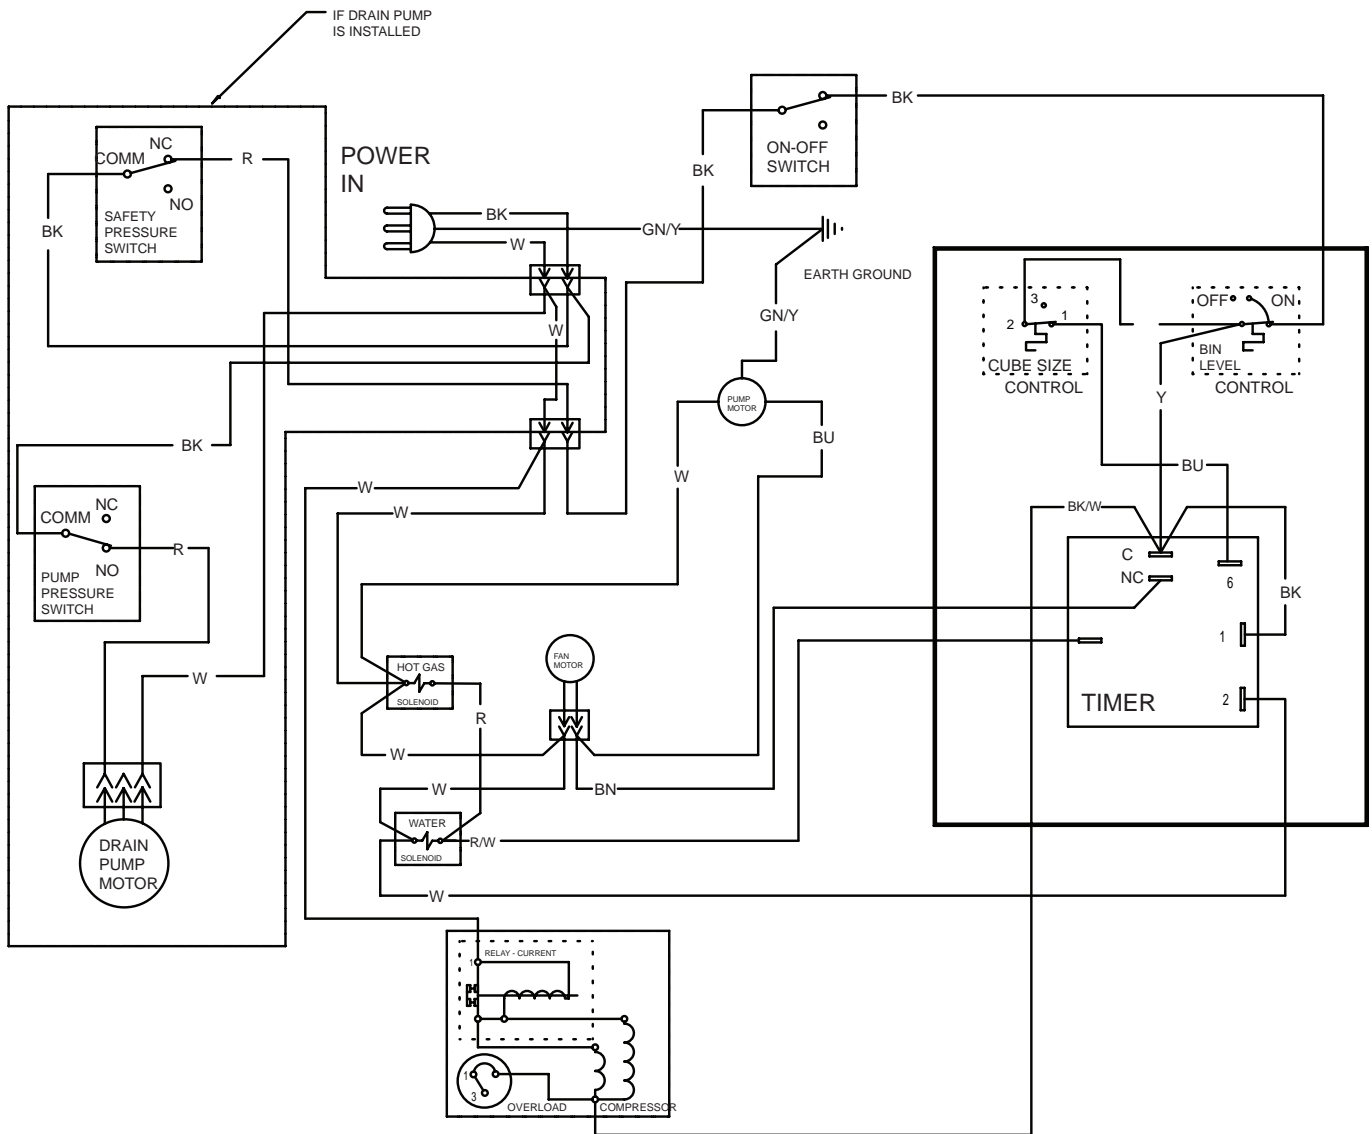 IF DRAIN PUMP
IS INSTALLED
NC
COMM
NO
SAFETY
PRESSURE
SWITCH
R
BK
POWER
IN
BK
W
GN/Y
EARTH GROUND
GN/Y
ON-OFF
SWITCH
BK
BK
3
2
1
CUBE SIZE
CONTROL
OFF
ON
BIN
LEVEL
CONTROL
Y
BU
W
PUMP
MOTOR
BU
W
BK
W
W
NC
COMM
NO
R
PUMP
PRESSURE
SWITCH
BK/W
C
NC
6
BK
1
2
TIMER
W
HOT GAS
SOLENOID
R
FAN
MOTOR
W
W
BN
WATER
SOLENOID
R/W
W
DRAIN
PUMP
MOTOR
RELAY - CURRENT
1
1
3
OVERLOAD
COMPRESSOR